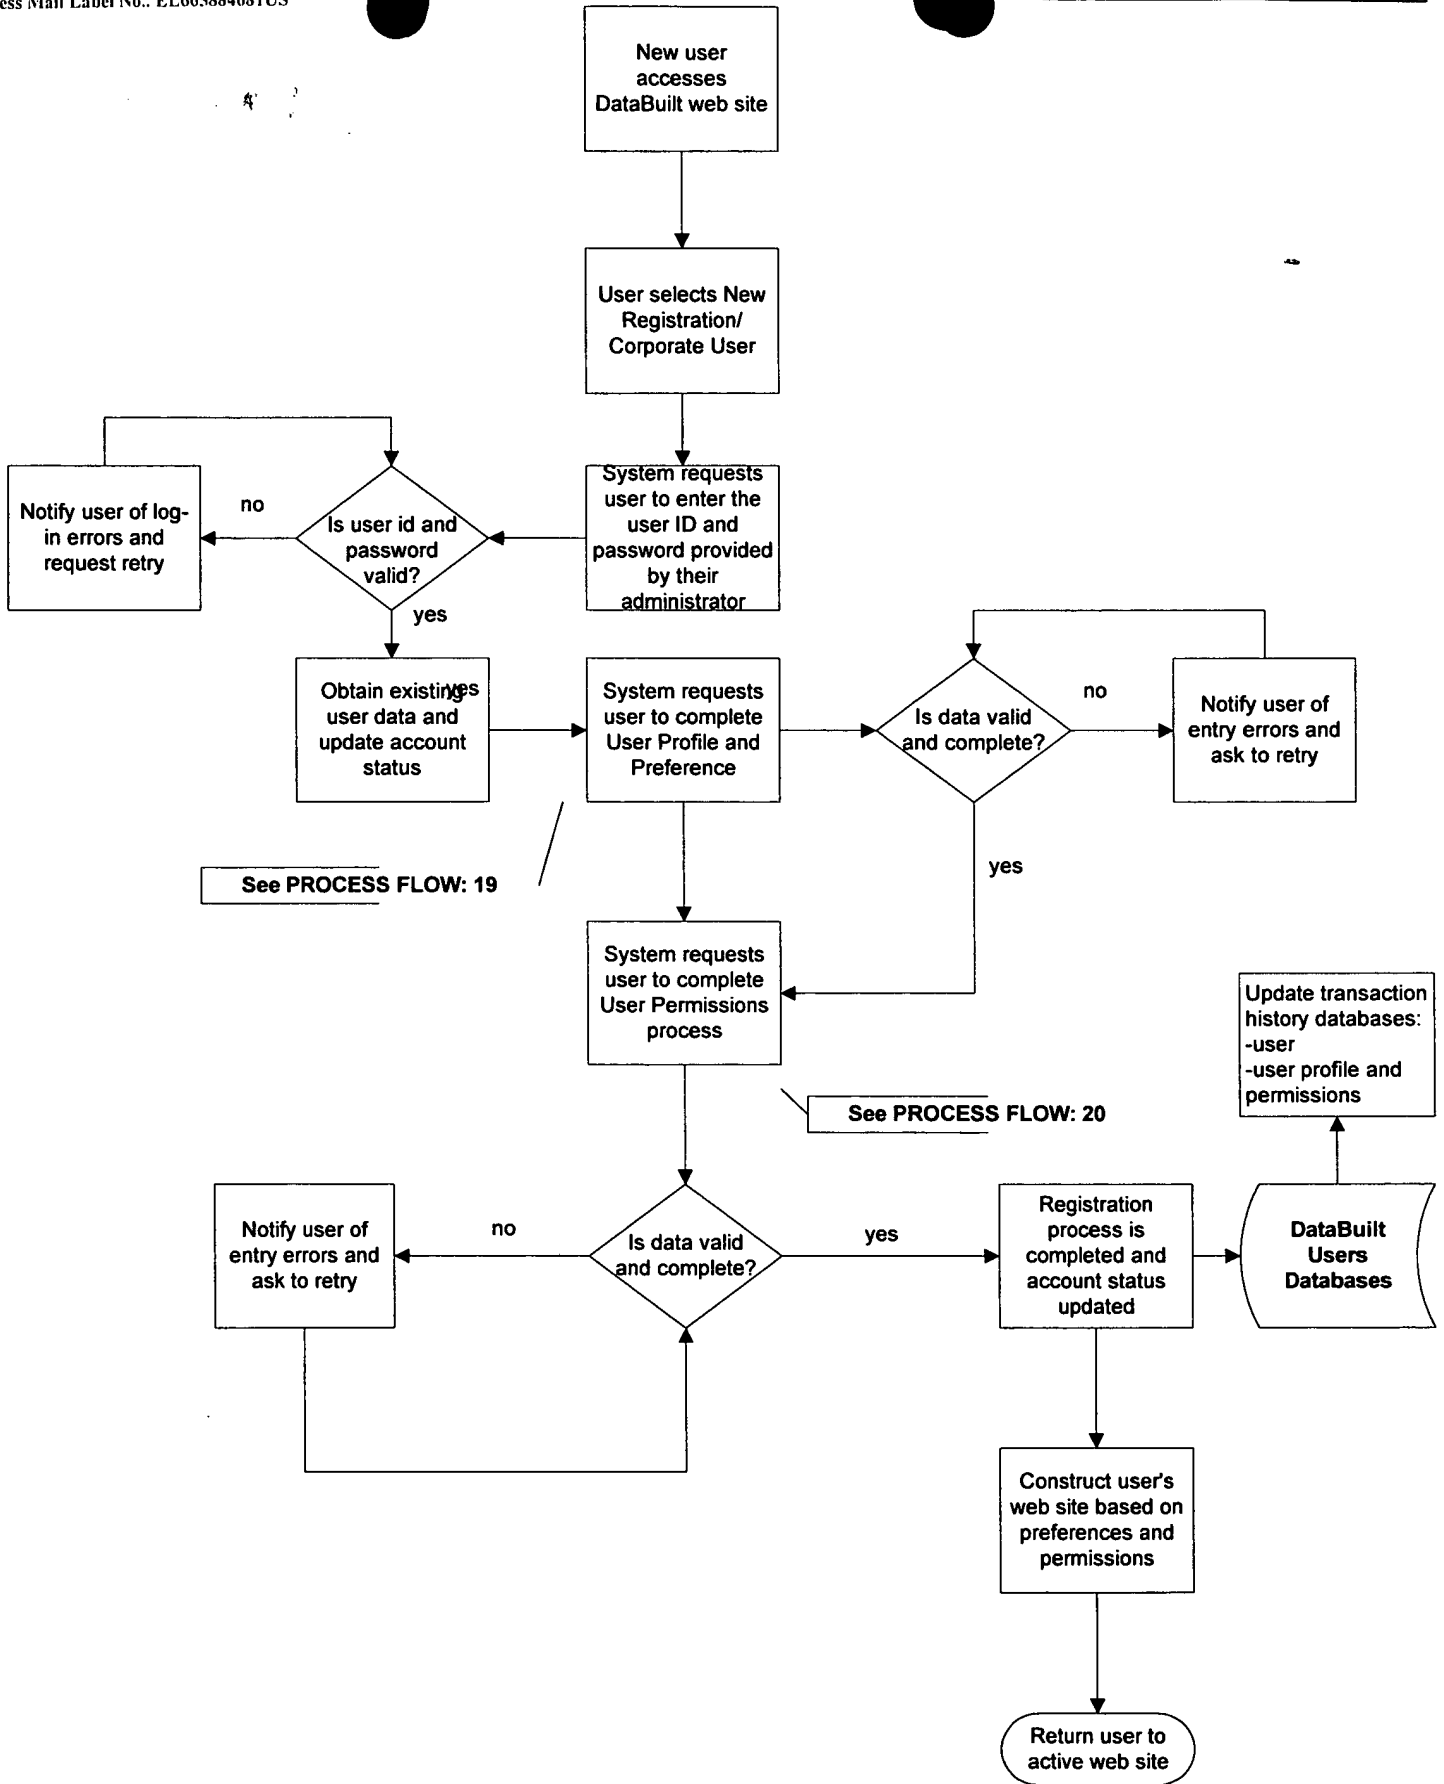 ess Mail Label No.: EL663884081US
New user
accesses
DataBuilt web site
User selects New
Registration/
Corporate User
System requests
user to enter the
user ID and
password provided
by their
administrator
Is user id and
password
valid?
no
Notify user of log-
in errors and
request retry
yes
Obtain existing
yes
user data and
update account
status
System requests
user to complete
User Profile and
Preference
Is data valid
and complete?
no
Notify user of
entry errors and
ask to retry
yes
See PROCESS FLOW: 19
System requests
user to complete
User Permissions
process
See PROCESS FLOW: 20
Update transaction
history databases:
-user
-user profile and
permissions
Is data valid
and complete?
no
Notify user of
entry errors and
ask to retry
yes
Registration
process is
completed and
account status
updated
DataBuilt
Users
Databases
Construct user's
web site based on
preferences and
permissions
Return user to
active web site